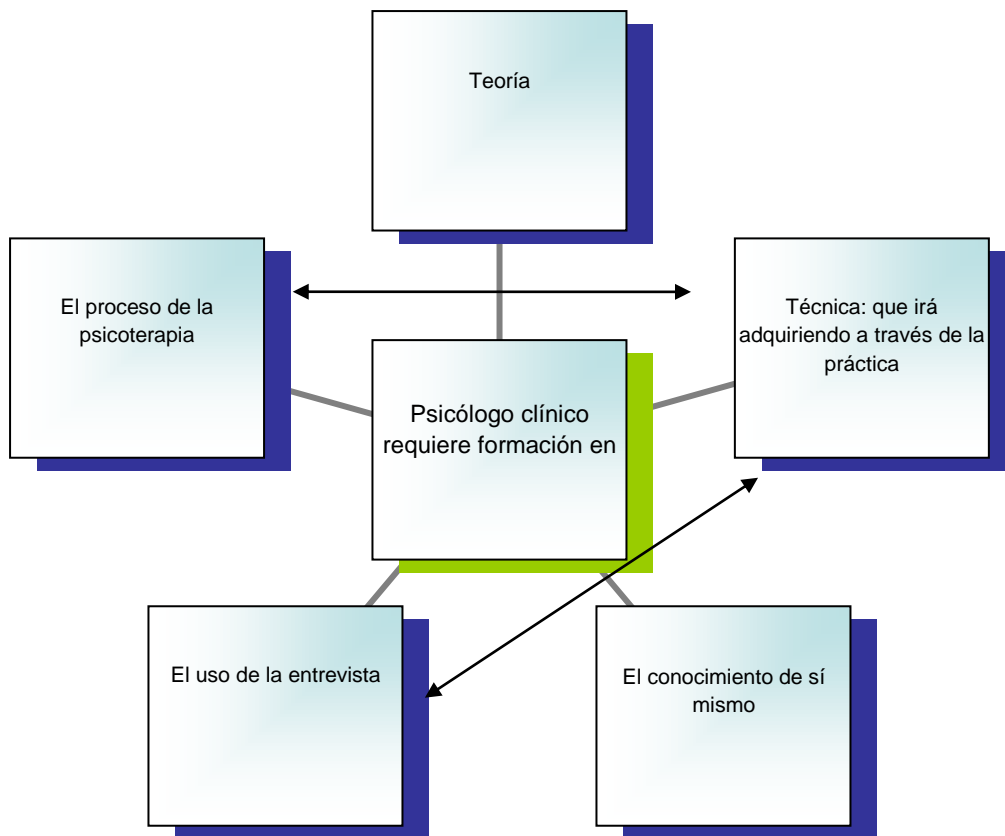 Teoría
El proceso de la
psicoterapia
Técnica: que irá
adquiriendo a través de la
práctica
Psicólogo clínico
requiere formación en
El uso de la entrevista
El conocimiento de sí
mismo